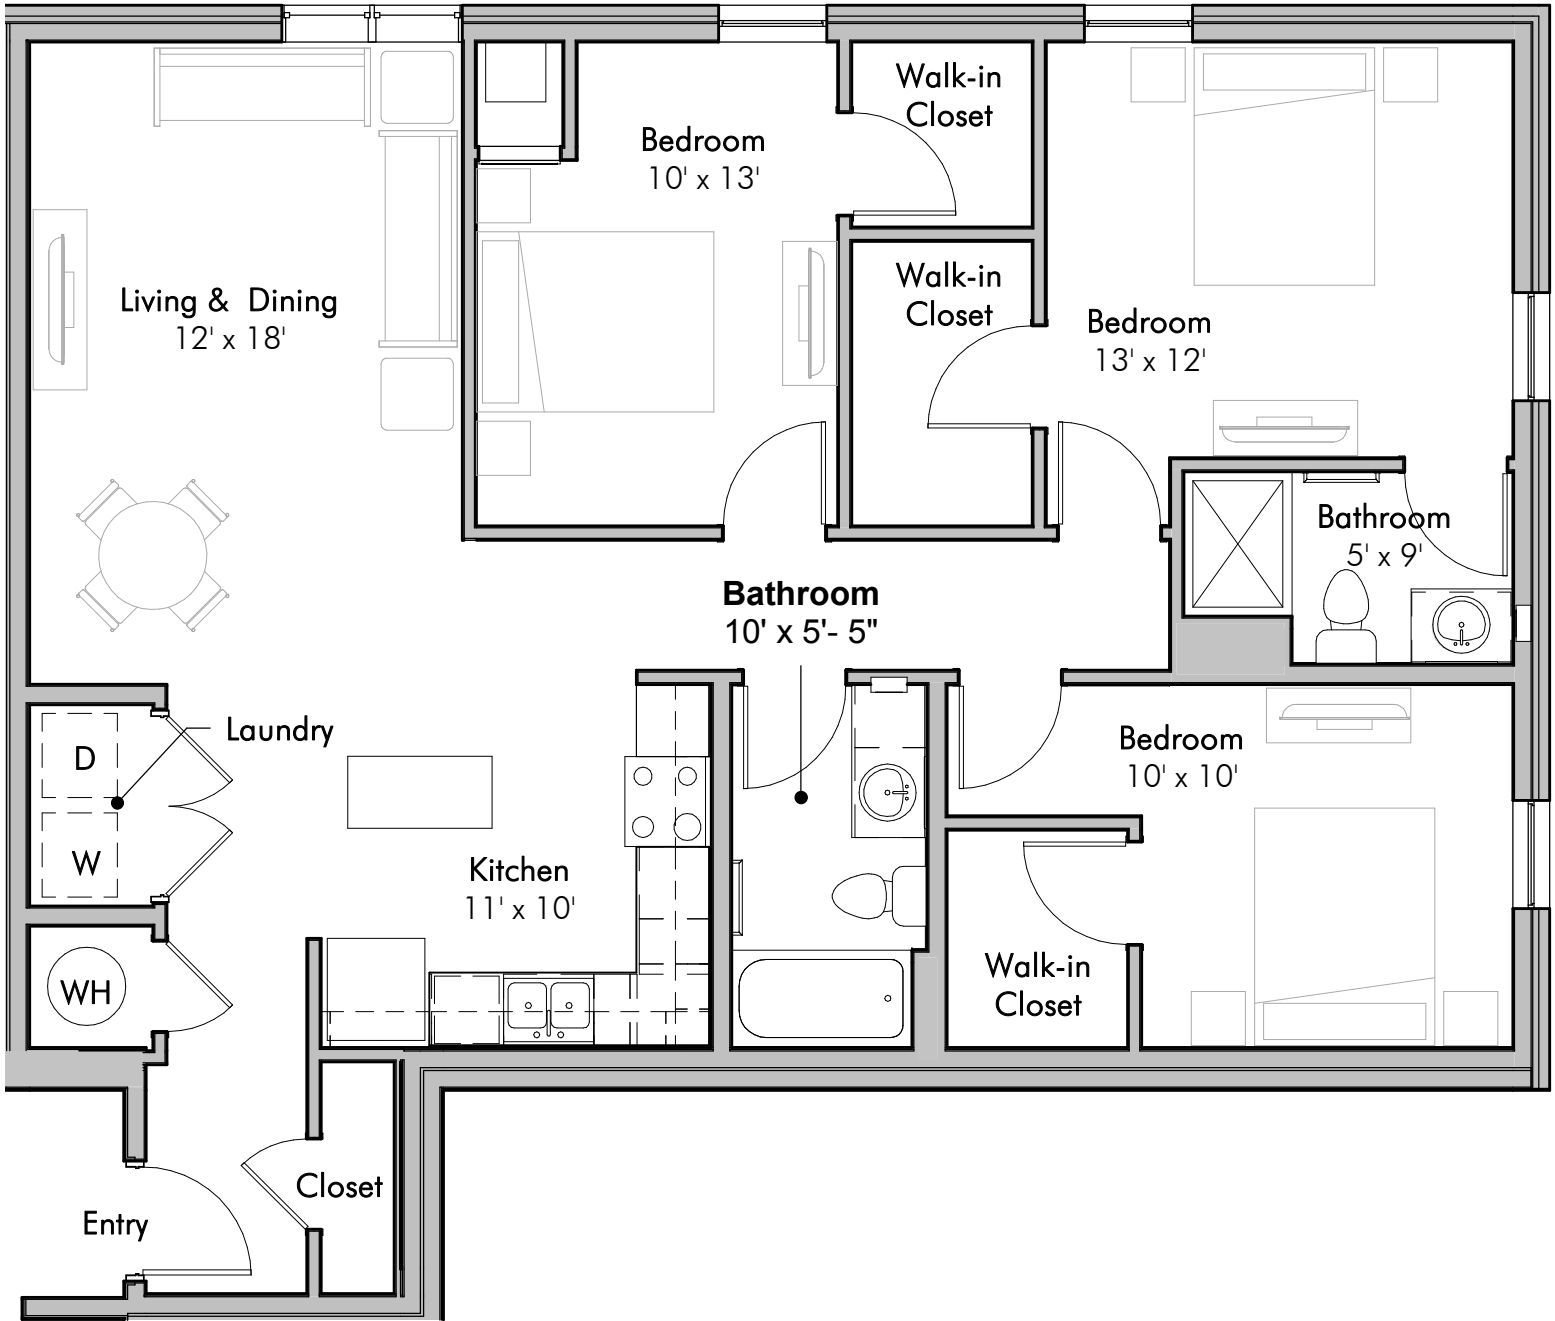 Walk-in
Closet
Bedroom
10' x 13'
Walk-in
Closet
Living &  Dining
12' x 18'
Bedroom
13' x 12'
Bathroom
5' x 9'
Bathroom
10' x 5'- 5"
Laundry
D
W
Bedroom
10' x 10'
Kitchen
11' x 10'
WH
Walk-in
Closet
Closet
Entry